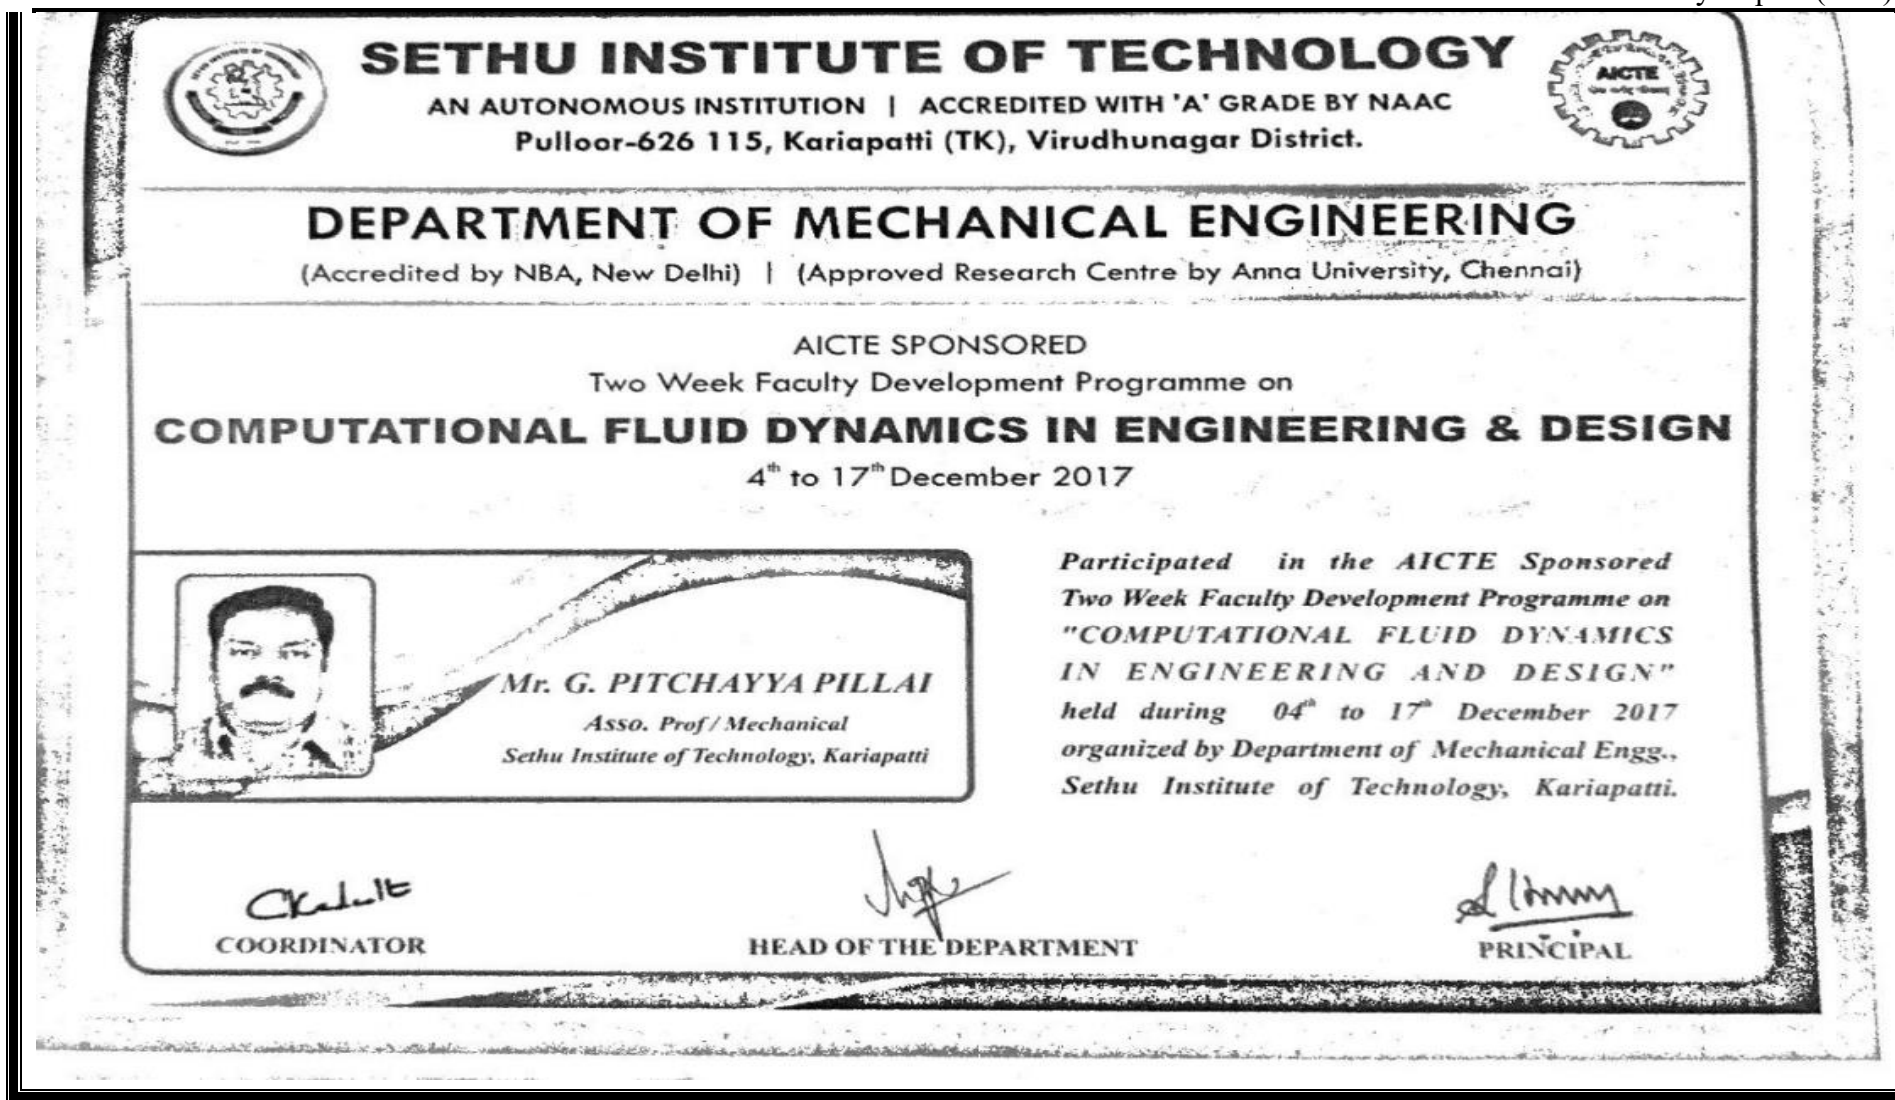 SETHU INSTITUTE OF TECHNOLOGY
AN AUTONOMOUS INSTITUTION | ACCREDITED WITH 'A' GRADE BY NAAC
Pulloor-626 115, Kariapatti (TK), Virudhunagar District.
AICTE
DEPARTMENT OF MECHANICAL ENGINEERING
(Accredited by NBA, New Delhi) | (Approved Research Centre by Anna University, Chennai)
AICTE SPONSORED
Two Week Faculty Development Programme on
COMPUTATIONAL FLUID DYNAMICS IN ENGINEERING & DESIGN
4th to 17th December 2017
Mr. G. PITCHAYYA PILLAI
Asso. Prof / Mechanical
Sethu Institute of Technology, Kariapatti
Participated in the AICTE Sponsored
Two Week Faculty Development Programme on
"COMPUTATIONAL FLUID DYNAMICS
IN ENGINEERING AND DESIGN"
held during 04th to 17th December 2017
organized by Department of Mechanical Engg.,
Sethu Institute of Technology, Kariapatti.
COORDINATOR
HEAD OF THE DEPARTMENT
PRINCIPAL